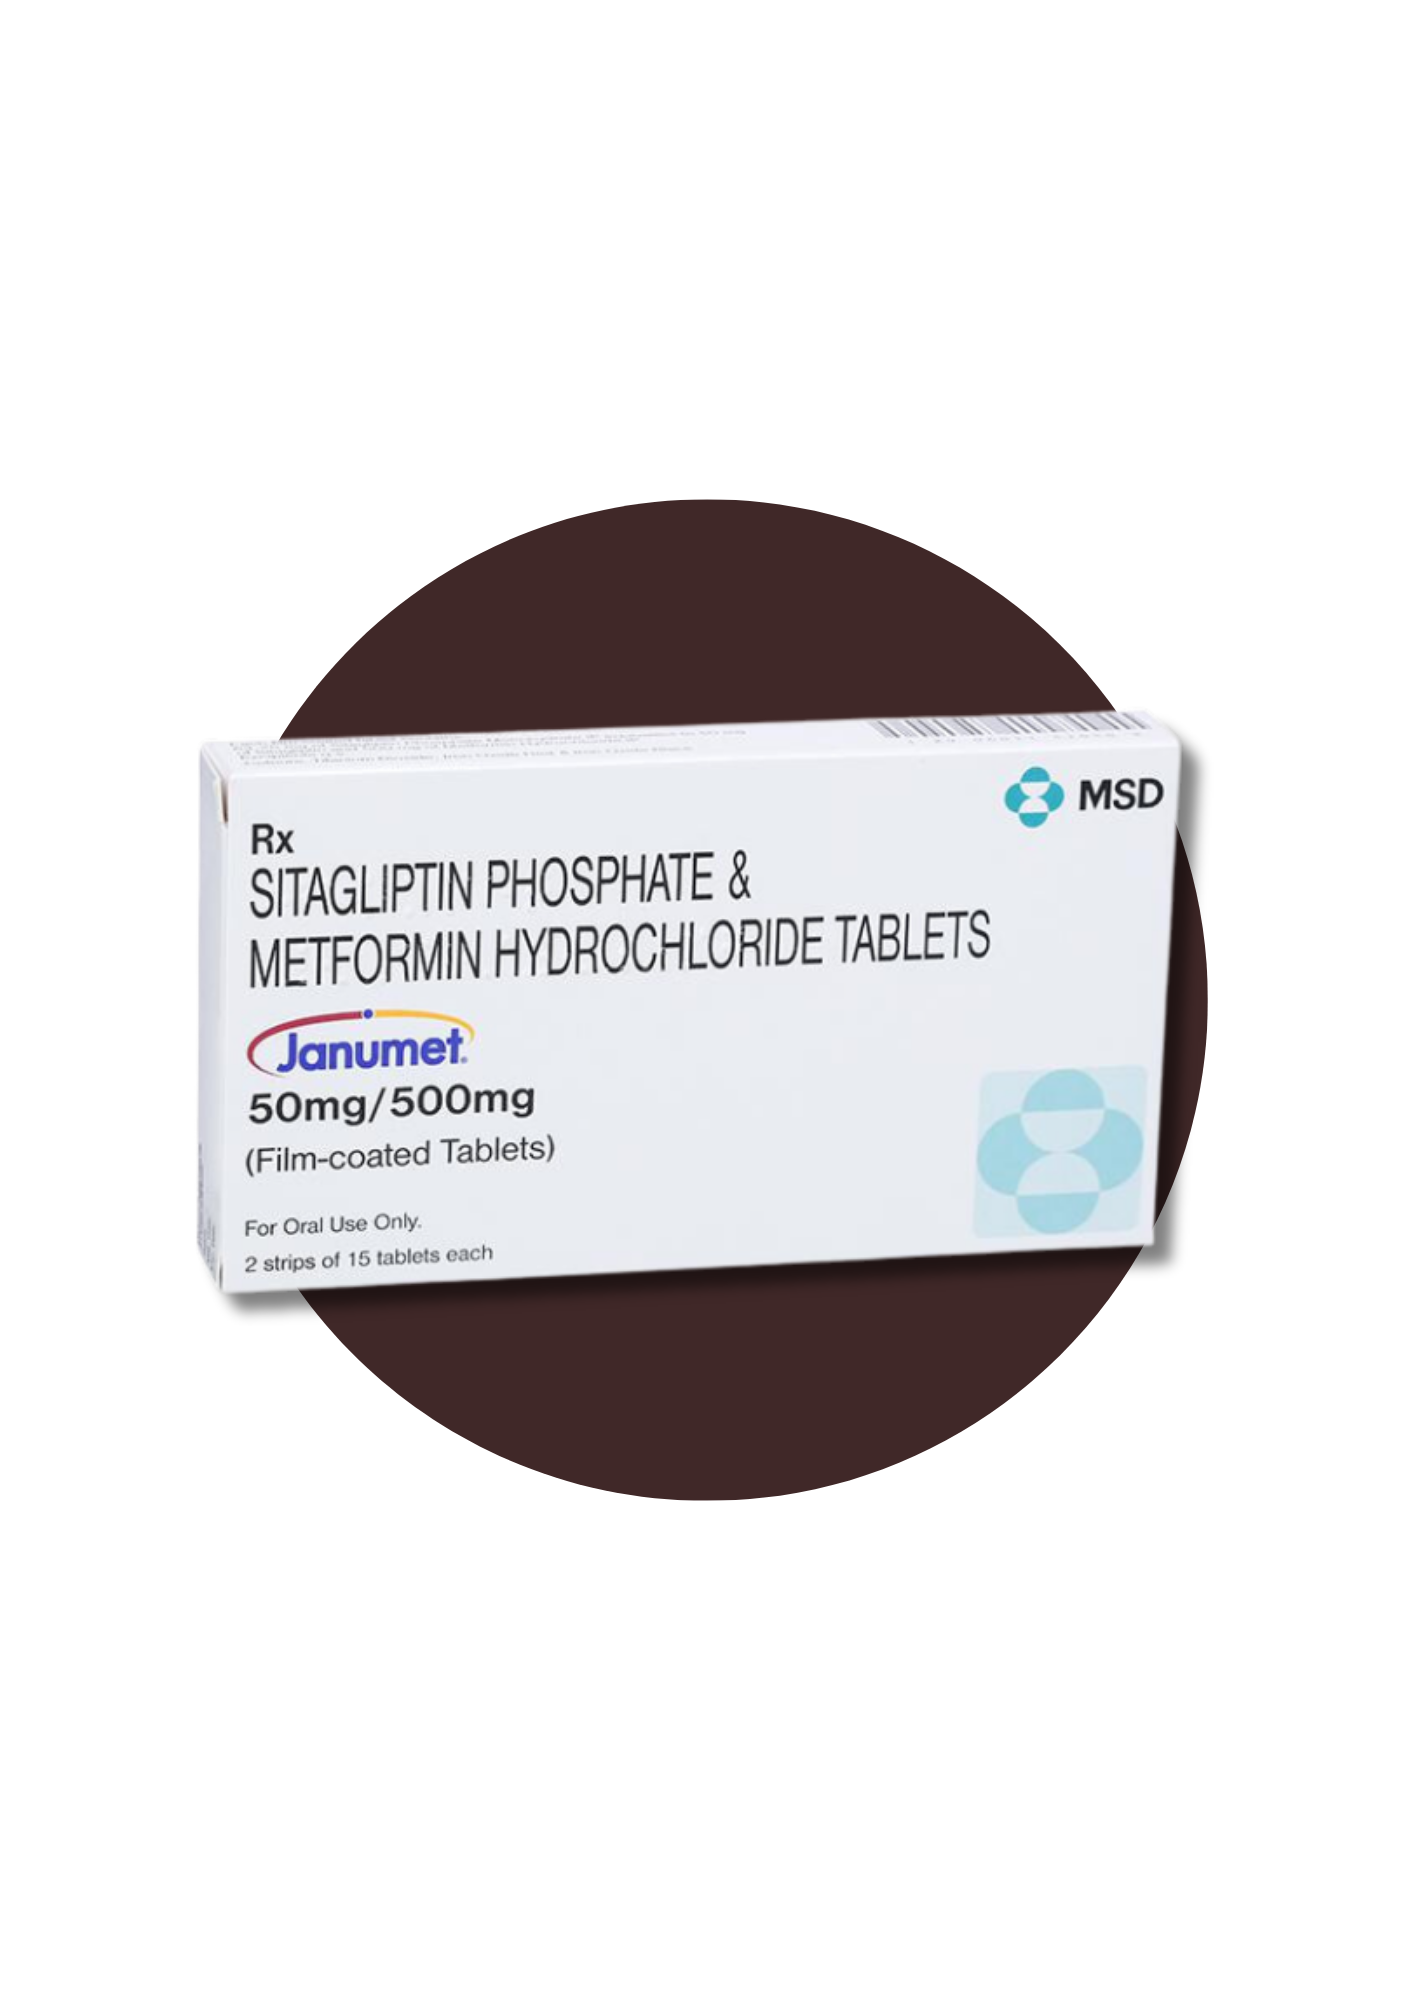 MSD
Rx
SITAGLIPTIN PHOSPHATE &
METFORMIN HYDROCHLORIDE TABLETS
Janumet®
50mg/500mg
(Film-coated Tablets)
For Oral Use Only.
2 strips of 15 tablets each